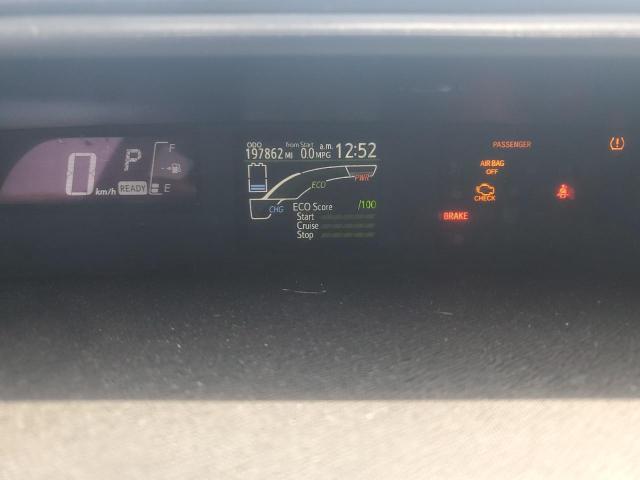 0 km/h P READY F E
ODO from Start a.m.
197862 MI 0.0 MPG 12:52
PWR
ECO
CHG ECO Score /100
Start
Cruise
Stop
PASSENGER
AIR BAG
OFF
CHECK
BRAKE